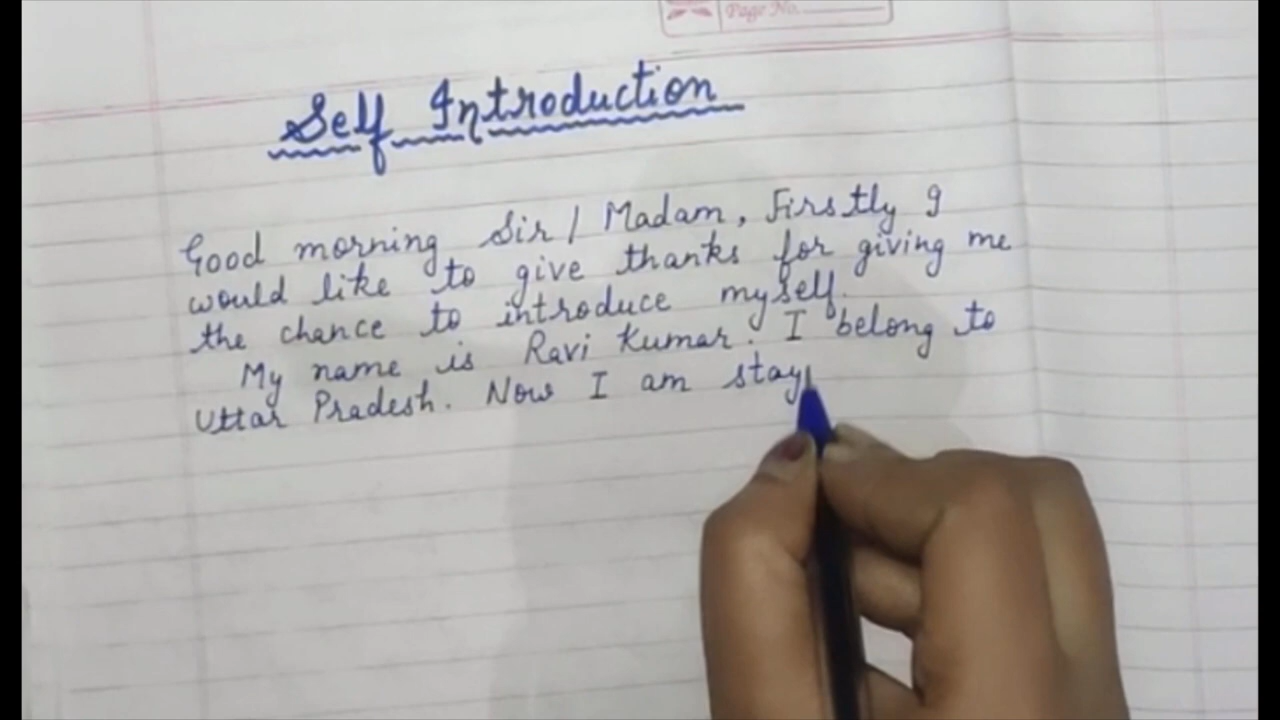 Page No.
Self Introduction
Good morning Sir / Madam, Firstly I
would like to give thanks for giving me
the chance to introduce myself.
My name is Ravi Kumar. I belong to
Uttar Pradesh. Now I am stay